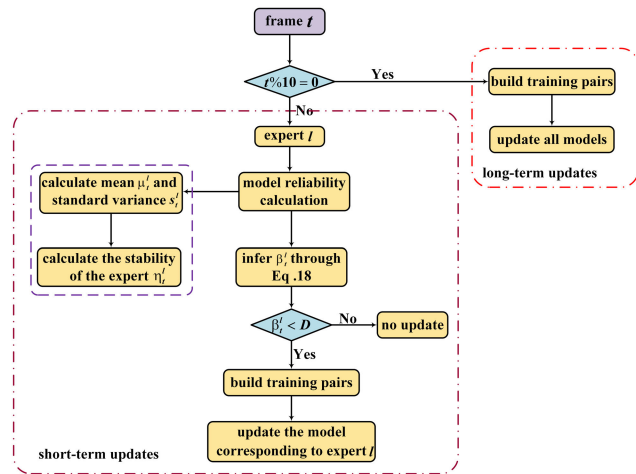 frame t
t%10 = 0
Yes
build training pairs
No
update all models
expert l
long-term updates
calculate mean μ_t^l and
standard variance s_t^l
model reliability
calculation
calculate the stability
of the expert η_t^l
infer β_t^l through
Eq .18
β_t^l < D
No
no update
Yes
build training pairs
update the model
corresponding to expert l
short-term updates